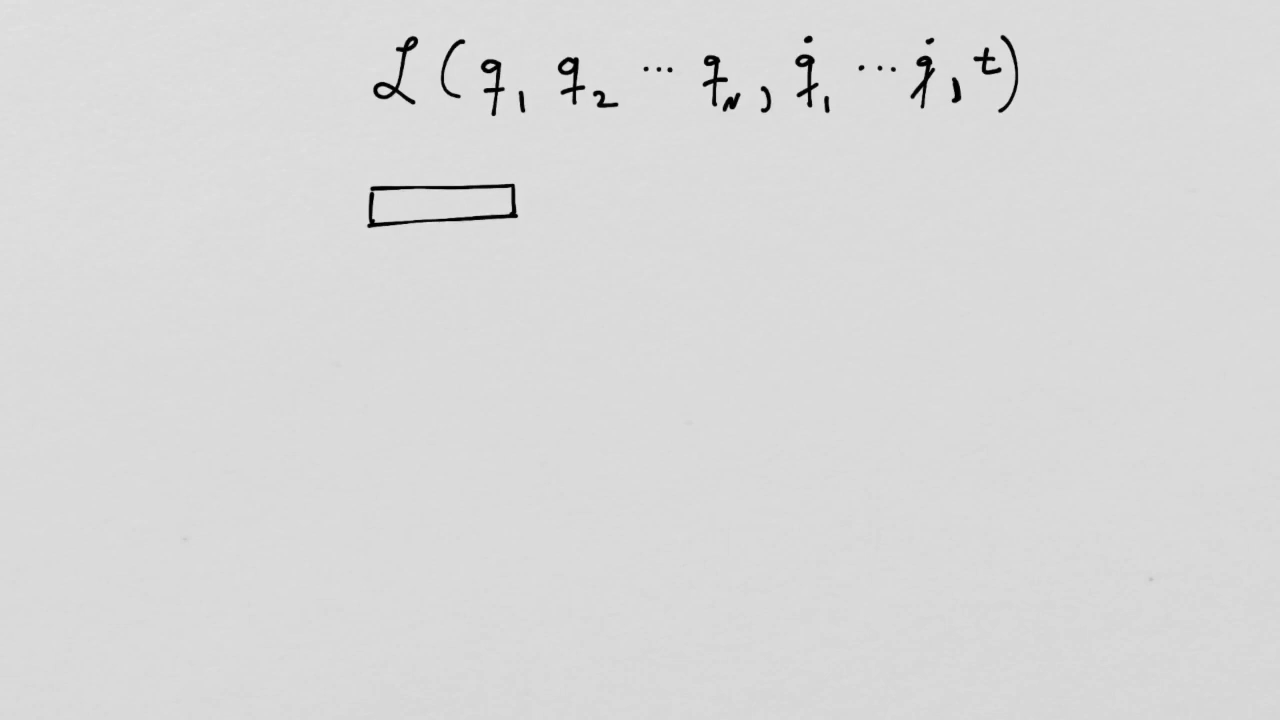 ℒ(q₁ q₂ ⋯ q_N, q̇₁ ⋯ q̇, t)